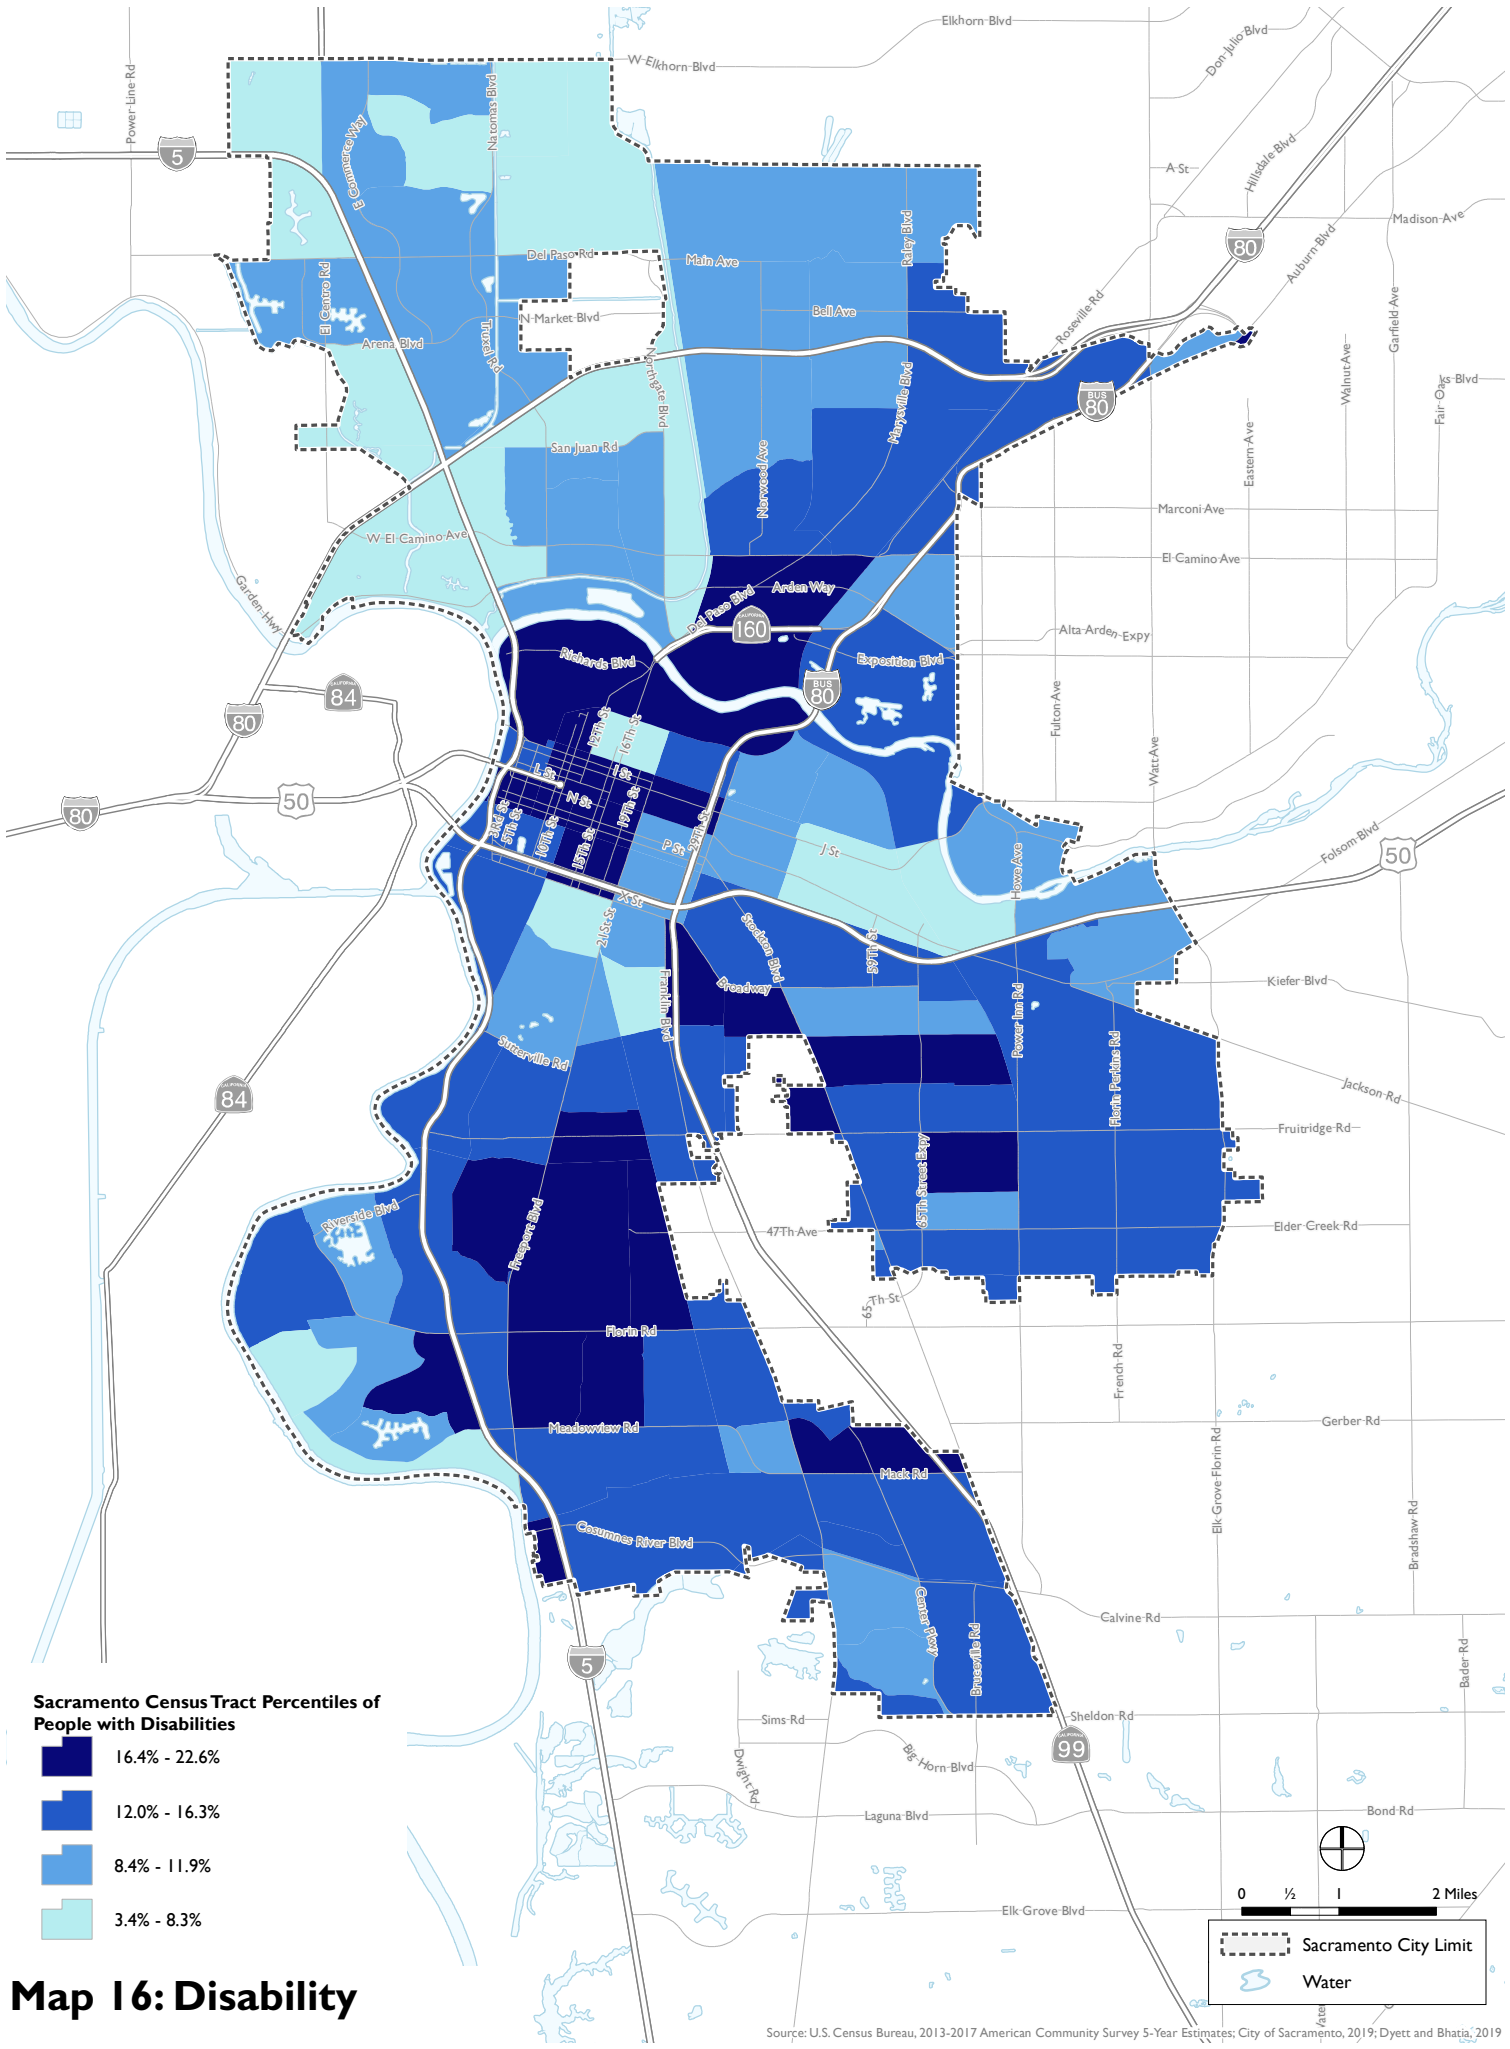 Elkhorn Blvd
W Elkhorn Blvd
Don Julio Blvd
Power Line Rd
Natomas Blvd
E Commerce Way
5
A St
Hillsdale Blvd
Madison Ave
Raley Blvd
80
Auburn Blvd
Del Paso Rd
Main Ave
El Centro Rd
N Market Blvd
Bell Ave
Roseville Rd
Garfield Ave
Arena Blvd
Truxel Rd
Northgate Blvd
Marysville Blvd
Walnut Ave
Fair Oaks Blvd
BUS
80
San Juan Rd
Norwood Ave
Eastern Ave
Marconi Ave
W El Camino Ave
El Camino Ave
Garden Hwy
Arden Way
Del Paso Blvd
CALIFORNIA
160
Alta Arden Expy
Richards Blvd
Exposition Blvd
CALIFORNIA
84
BUS
80
80
Fulton Ave
12Th St
16Th St
Watt Ave
L St
I St
50
N St
80
3Rd St
5Th St
10Th St
15Th St
19Th St
29Th St
P St
J St
Folsom Blvd
50
Howe Ave
X St
21St St
Stockton Blvd
59Th St
Franklin Blvd
Broadway
Kiefer Blvd
Power Inn Rd
Florin Perkins Rd
Sutterville Rd
Jackson Rd
CALIFORNIA
84
Fruitridge Rd
65Th Street Expy
Riverside Blvd
Freeport Blvd
47Th Ave
Elder Creek Rd
65Th St
Florin Rd
French Rd
Meadowview Rd
Gerber Rd
Mack Rd
Elk Grove Florin Rd
Bradshaw Rd
Cosumnes River Blvd
Center Pkwy
Calvine Rd
Bruceville Rd
Bader Rd
5
Sims Rd
Sheldon Rd
CALIFORNIA
99
Dwight Rd
Big Horn Blvd
Laguna Blvd
Bond Rd
Elk Grove Blvd
Sacramento Census Tract Percentiles of
People with Disabilities
16.4% - 22.6%
12.0% - 16.3%
8.4% - 11.9%
3.4% - 8.3%
0 ½ 1 2 Miles
Sacramento City Limit
Water
Map 16: Disability
Source: U.S. Census Bureau, 2013-2017 American Community Survey 5-Year Estimates; City of Sacramento, 2019; Dyett and Bhatia, 2019